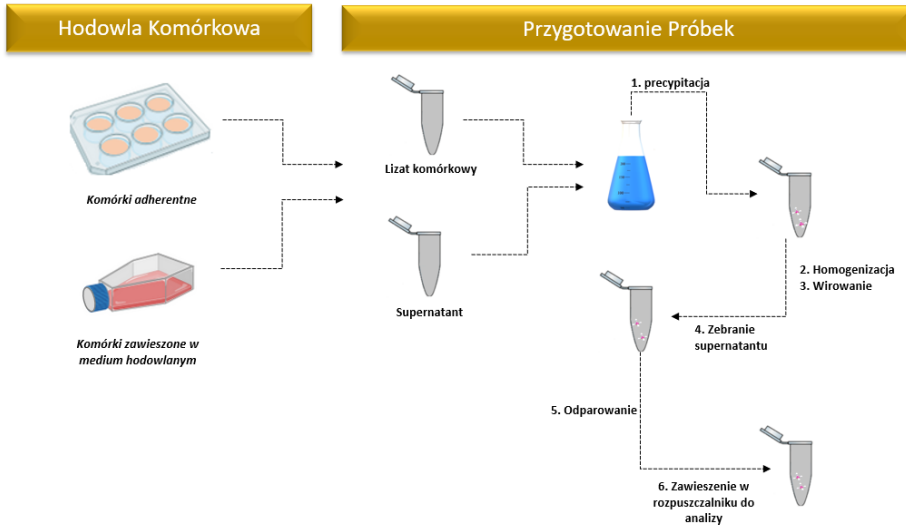 Hodowla Komórkowa
Przygotowanie Próbek
1. precypitacja
Lizat komórkowy
Komórki adherentne
2. Homogenizacja
3. Wirowanie
Supernatant
4. Zebranie
supernatantu
Komórki zawieszone w
medium hodowlanym
5. Odparowanie
6. Zawieszenie w
rozpuszczalniku do
analizy